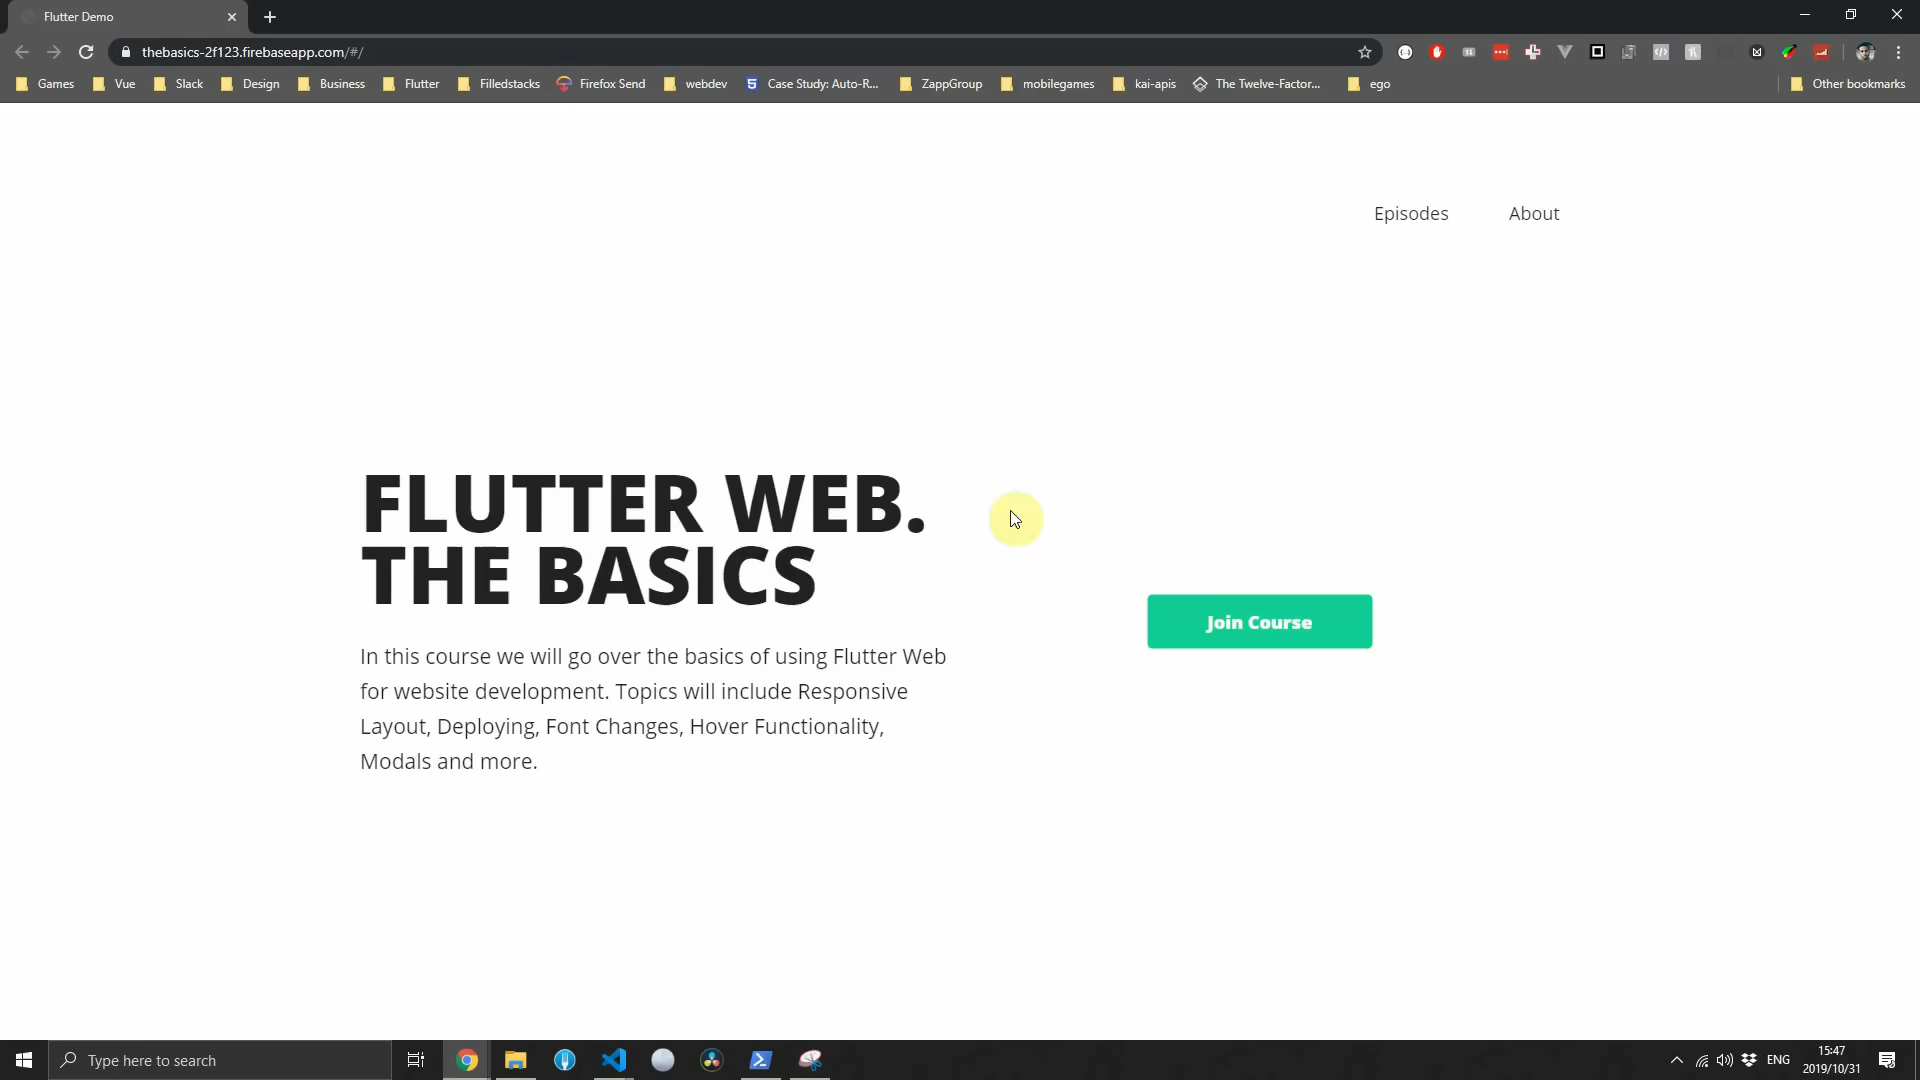 Flutter Demo
thebasics-2f123.firebaseapp.com/#/
Games Vue Slack Design Business Flutter Filledstacks Firefox Send webdev Case Study: Auto-R... ZappGroup mobilegames kai-apis The Twelve-Factor... ego Other bookmarks
Episodes About
FLUTTER WEB.
THE BASICS
In this course we will go over the basics of using Flutter Web
for website development. Topics will include Responsive
Layout, Deploying, Font Changes, Hover Functionality,
Modals and more.
Join Course
Type here to search
ENG
15:47
2019/10/31